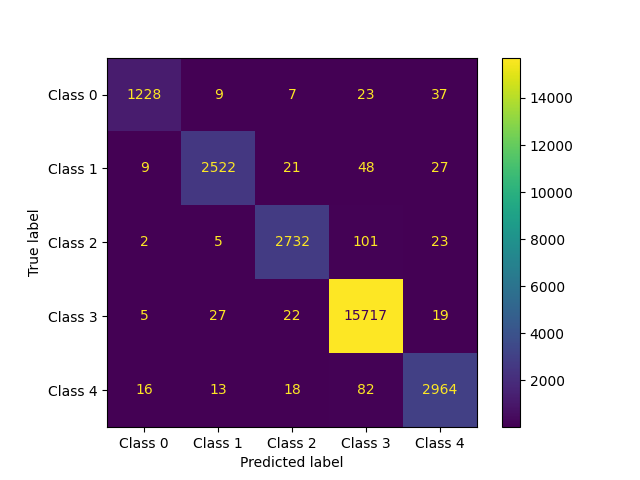 Class 0 1228 9 7 23 37
Class 1 9 2522 21 48 27
Class 2 2 5 2732 101 23
Class 3 5 27 22 15717 19
Class 4 16 13 18 82 2964
Class 0 Class 1 Class 2 Class 3 Class 4
Predicted label
True label
14000
12000
10000
8000
6000
4000
2000